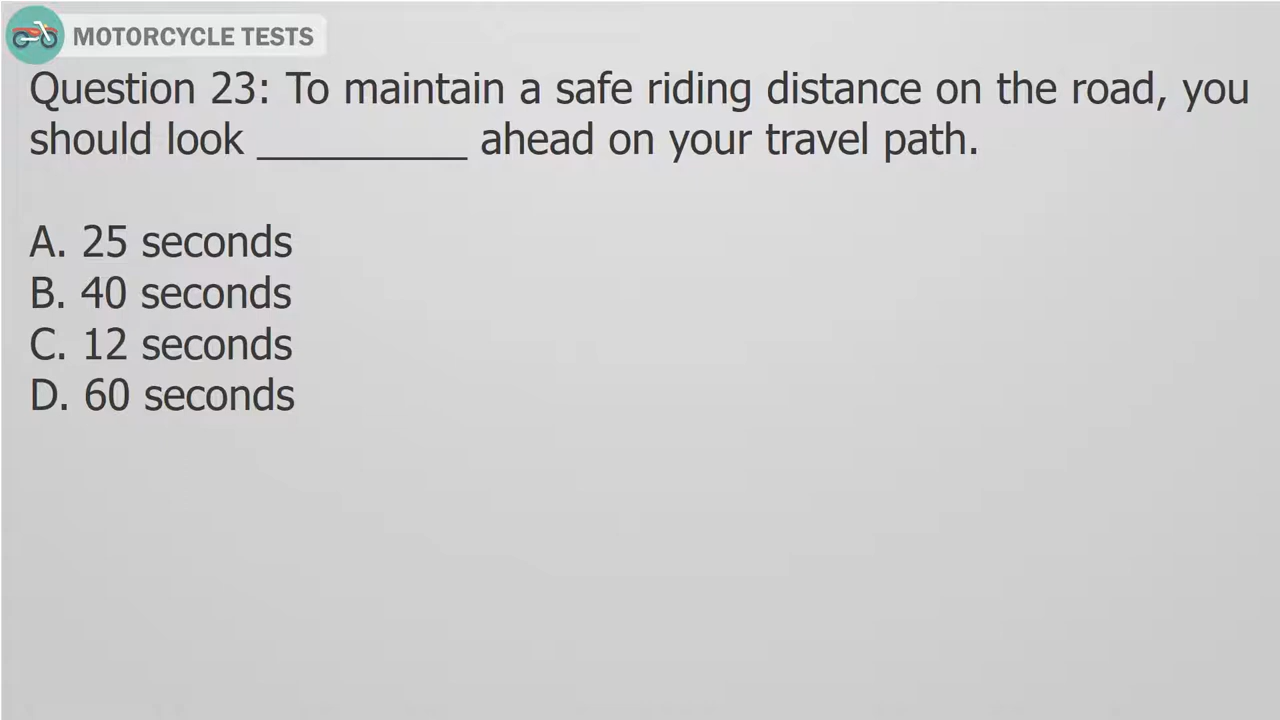 MOTORCYCLE TESTS
Question 23: To maintain a safe riding distance on the road, you
should look _________ ahead on your travel path.
A. 25 seconds
B. 40 seconds
C. 12 seconds
D. 60 seconds